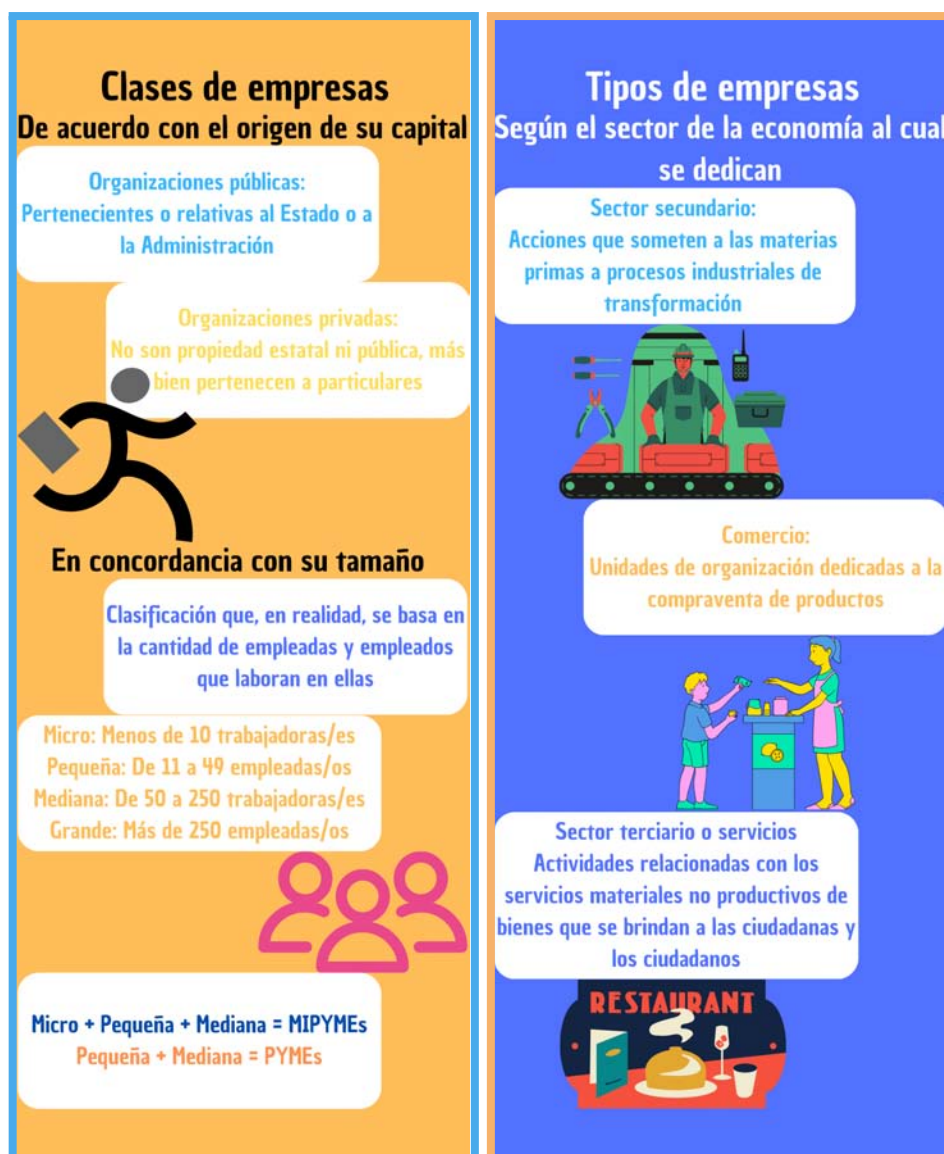 Clases de empresas
De acuerdo con el origen de su capital
Organizaciones públicas:
Pertenecientes o relativas al Estado o a
la Administración
Organizaciones privadas:
No son propiedad estatal ni pública, más
bien pertenecen a particulares
En concordancia con su tamaño
Clasificación que, en realidad, se basa en
la cantidad de empleadas y empleados
que laboran en ellas
Micro: Menos de 10 trabajadoras/es
Pequeña: De 11 a 49 empleadas/os
Mediana: De 50 a 250 trabajadoras/es
Grande: Más de 250 empleadas/os
Micro + Pequeña + Mediana = MIPYMEs
Pequeña + Mediana = PYMEs
Tipos de empresas
Según el sector de la economía al cual
se dedican
Sector secundario:
Acciones que someten a las materias
primas a procesos industriales de
transformación
Comercio:
Unidades de organización dedicadas a la
compraventa de productos
Sector terciario o servicios
Actividades relacionadas con los
servicios materiales no productivos de
bienes que se brindan a las ciudadanas y
los ciudadanos
RESTAURANT